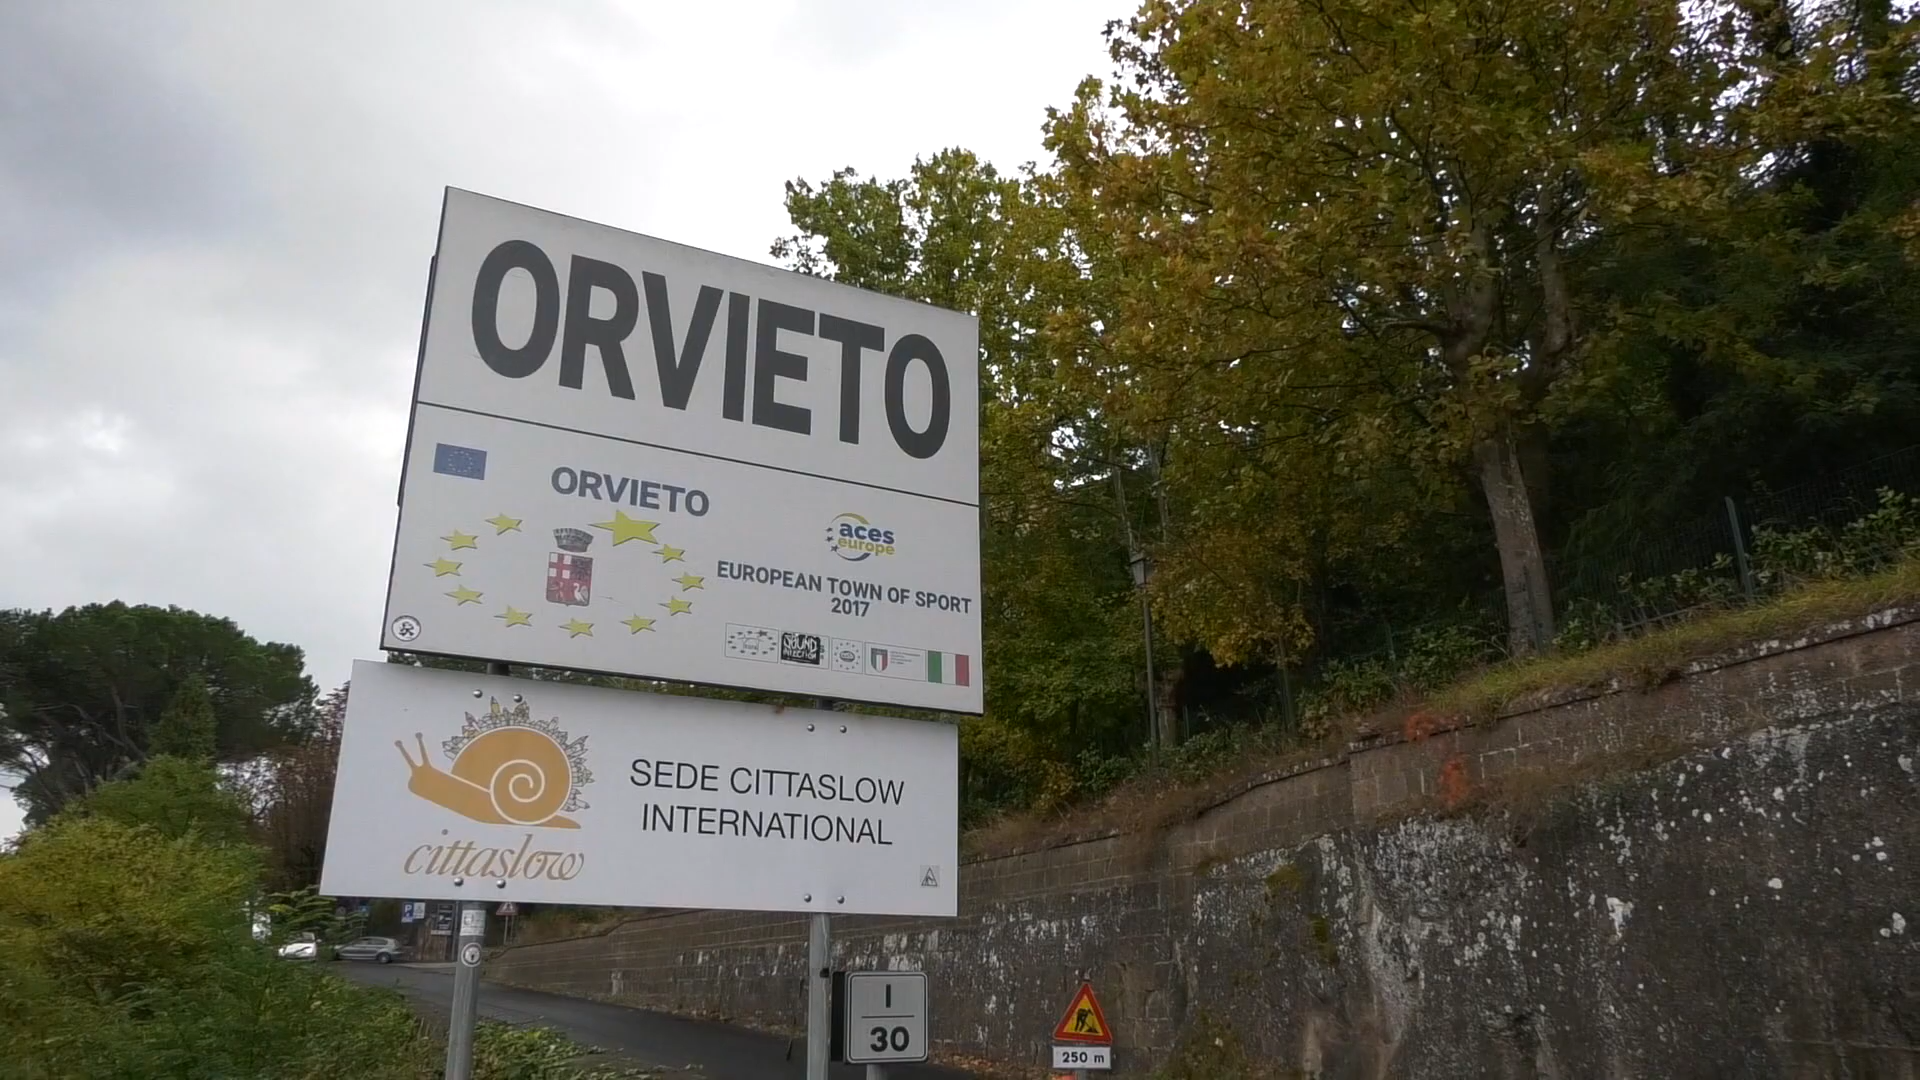 ORVIETO
ORVIETO
aces
europe
EUROPEAN TOWN OF SPORT
2017
SEDE CITTASLOW
INTERNATIONAL
cittaslow
I
30
250 m
P